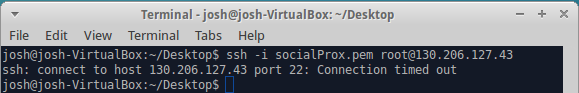 Terminal - josh@josh-VirtualBox: ~/Desktop
File Edit View Terminal Tabs Help
josh@josh-VirtualBox:~/Desktop$ ssh -i socialProx.pem root@130.206.127.43
ssh: connect to host 130.206.127.43 port 22: Connection timed out
josh@josh-VirtualBox:~/Desktop$